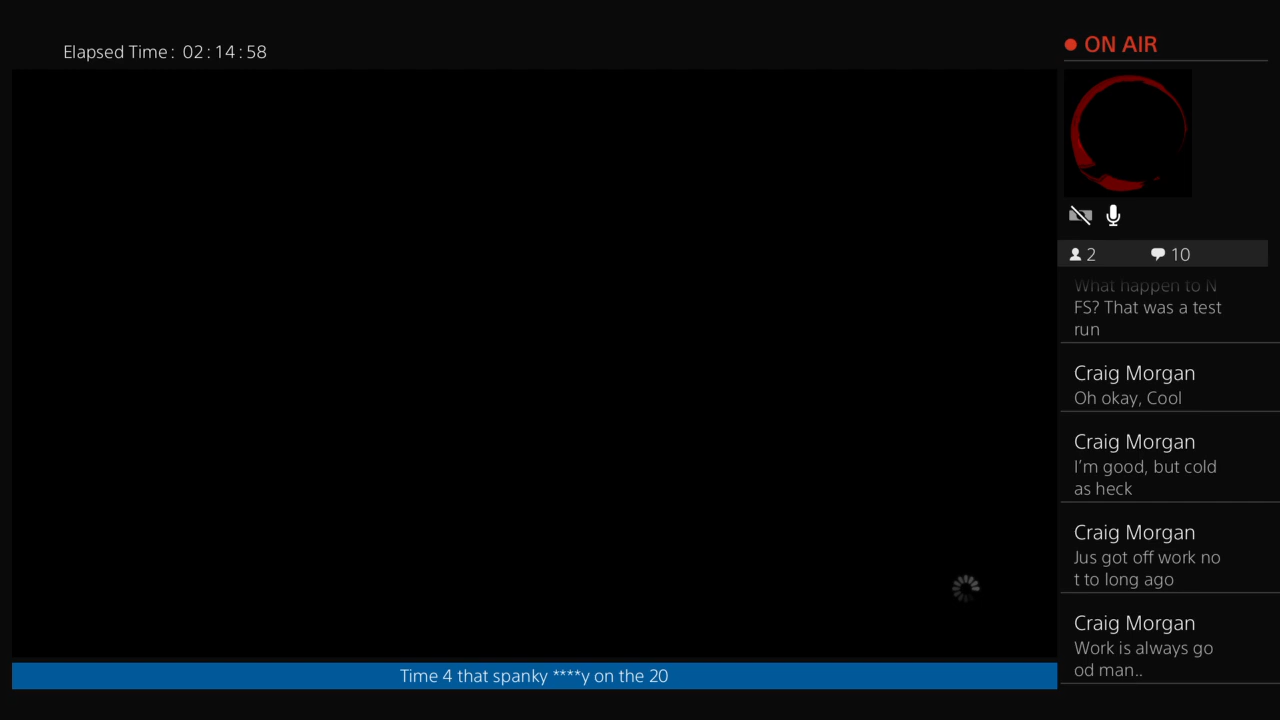 Elapsed Time: 02:14:58
ON AIR
2
10
What happen to N
FS? That was a test
run
Craig Morgan
Oh okay, Cool
Craig Morgan
I'm good, but cold
as heck
Craig Morgan
Jus got off work no
t to long ago
Craig Morgan
Work is always go
od man..
Time 4 that spanky ****y on the 20